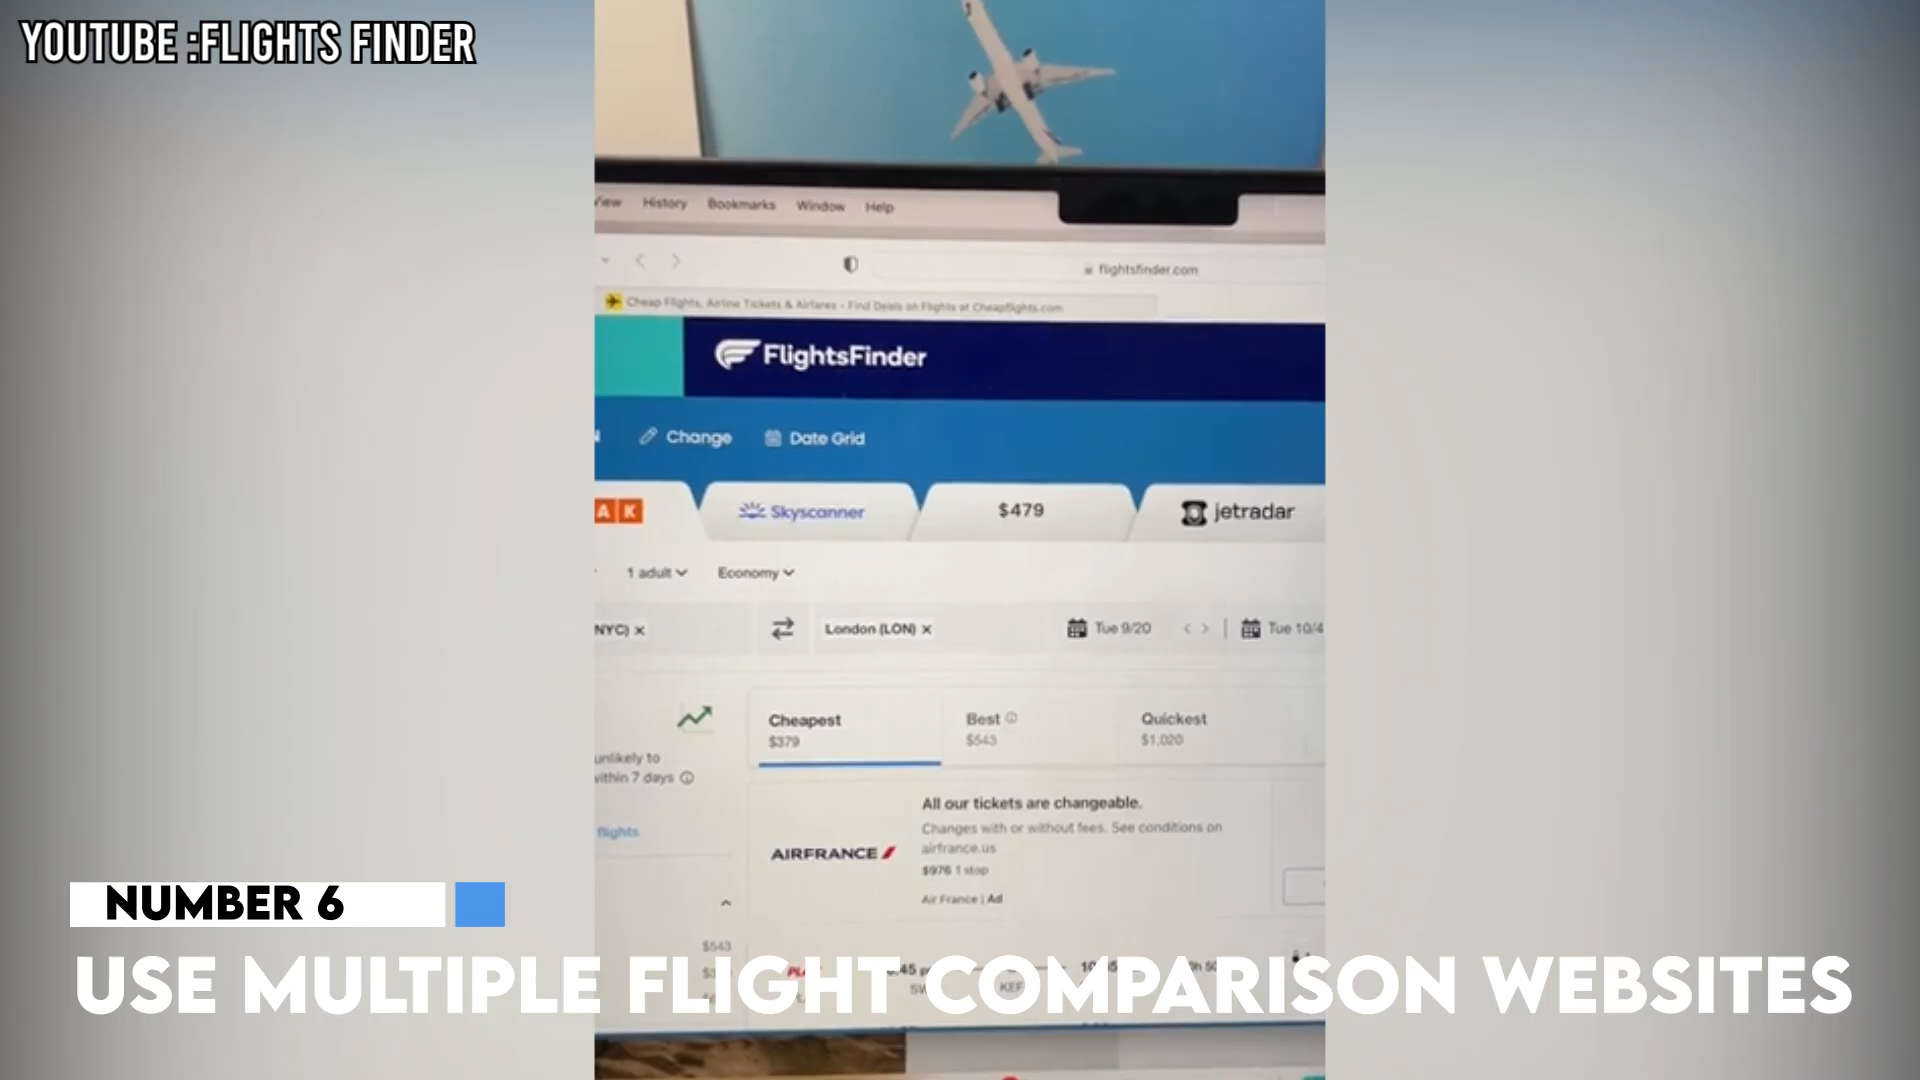 YOUTUBE :FLIGHTS FINDER
View History Bookmarks Window Help
flightsfinder.com
Cheap Flights, Airline Tickets & Airfares - Find Deals on Flights at Cheapflights.com
FlightsFinder
Change Date Grid
AK Skyscanner $479 jetradar
1 adult Economy
NYC) × London (LON) × Tue 9/20 < > | Tue 10/4
Cheapest Best Quickest
$379 $543 $1,020
unlikely to
within 7 days
flights
All our tickets are changeable.
Changes with or without fees. See conditions on
airfrance.us
AIRFRANCE
$976 1 stop
Air France | Ad
$543
KEF
NUMBER 6
USE MULTIPLE FLIGHT COMPARISON WEBSITES